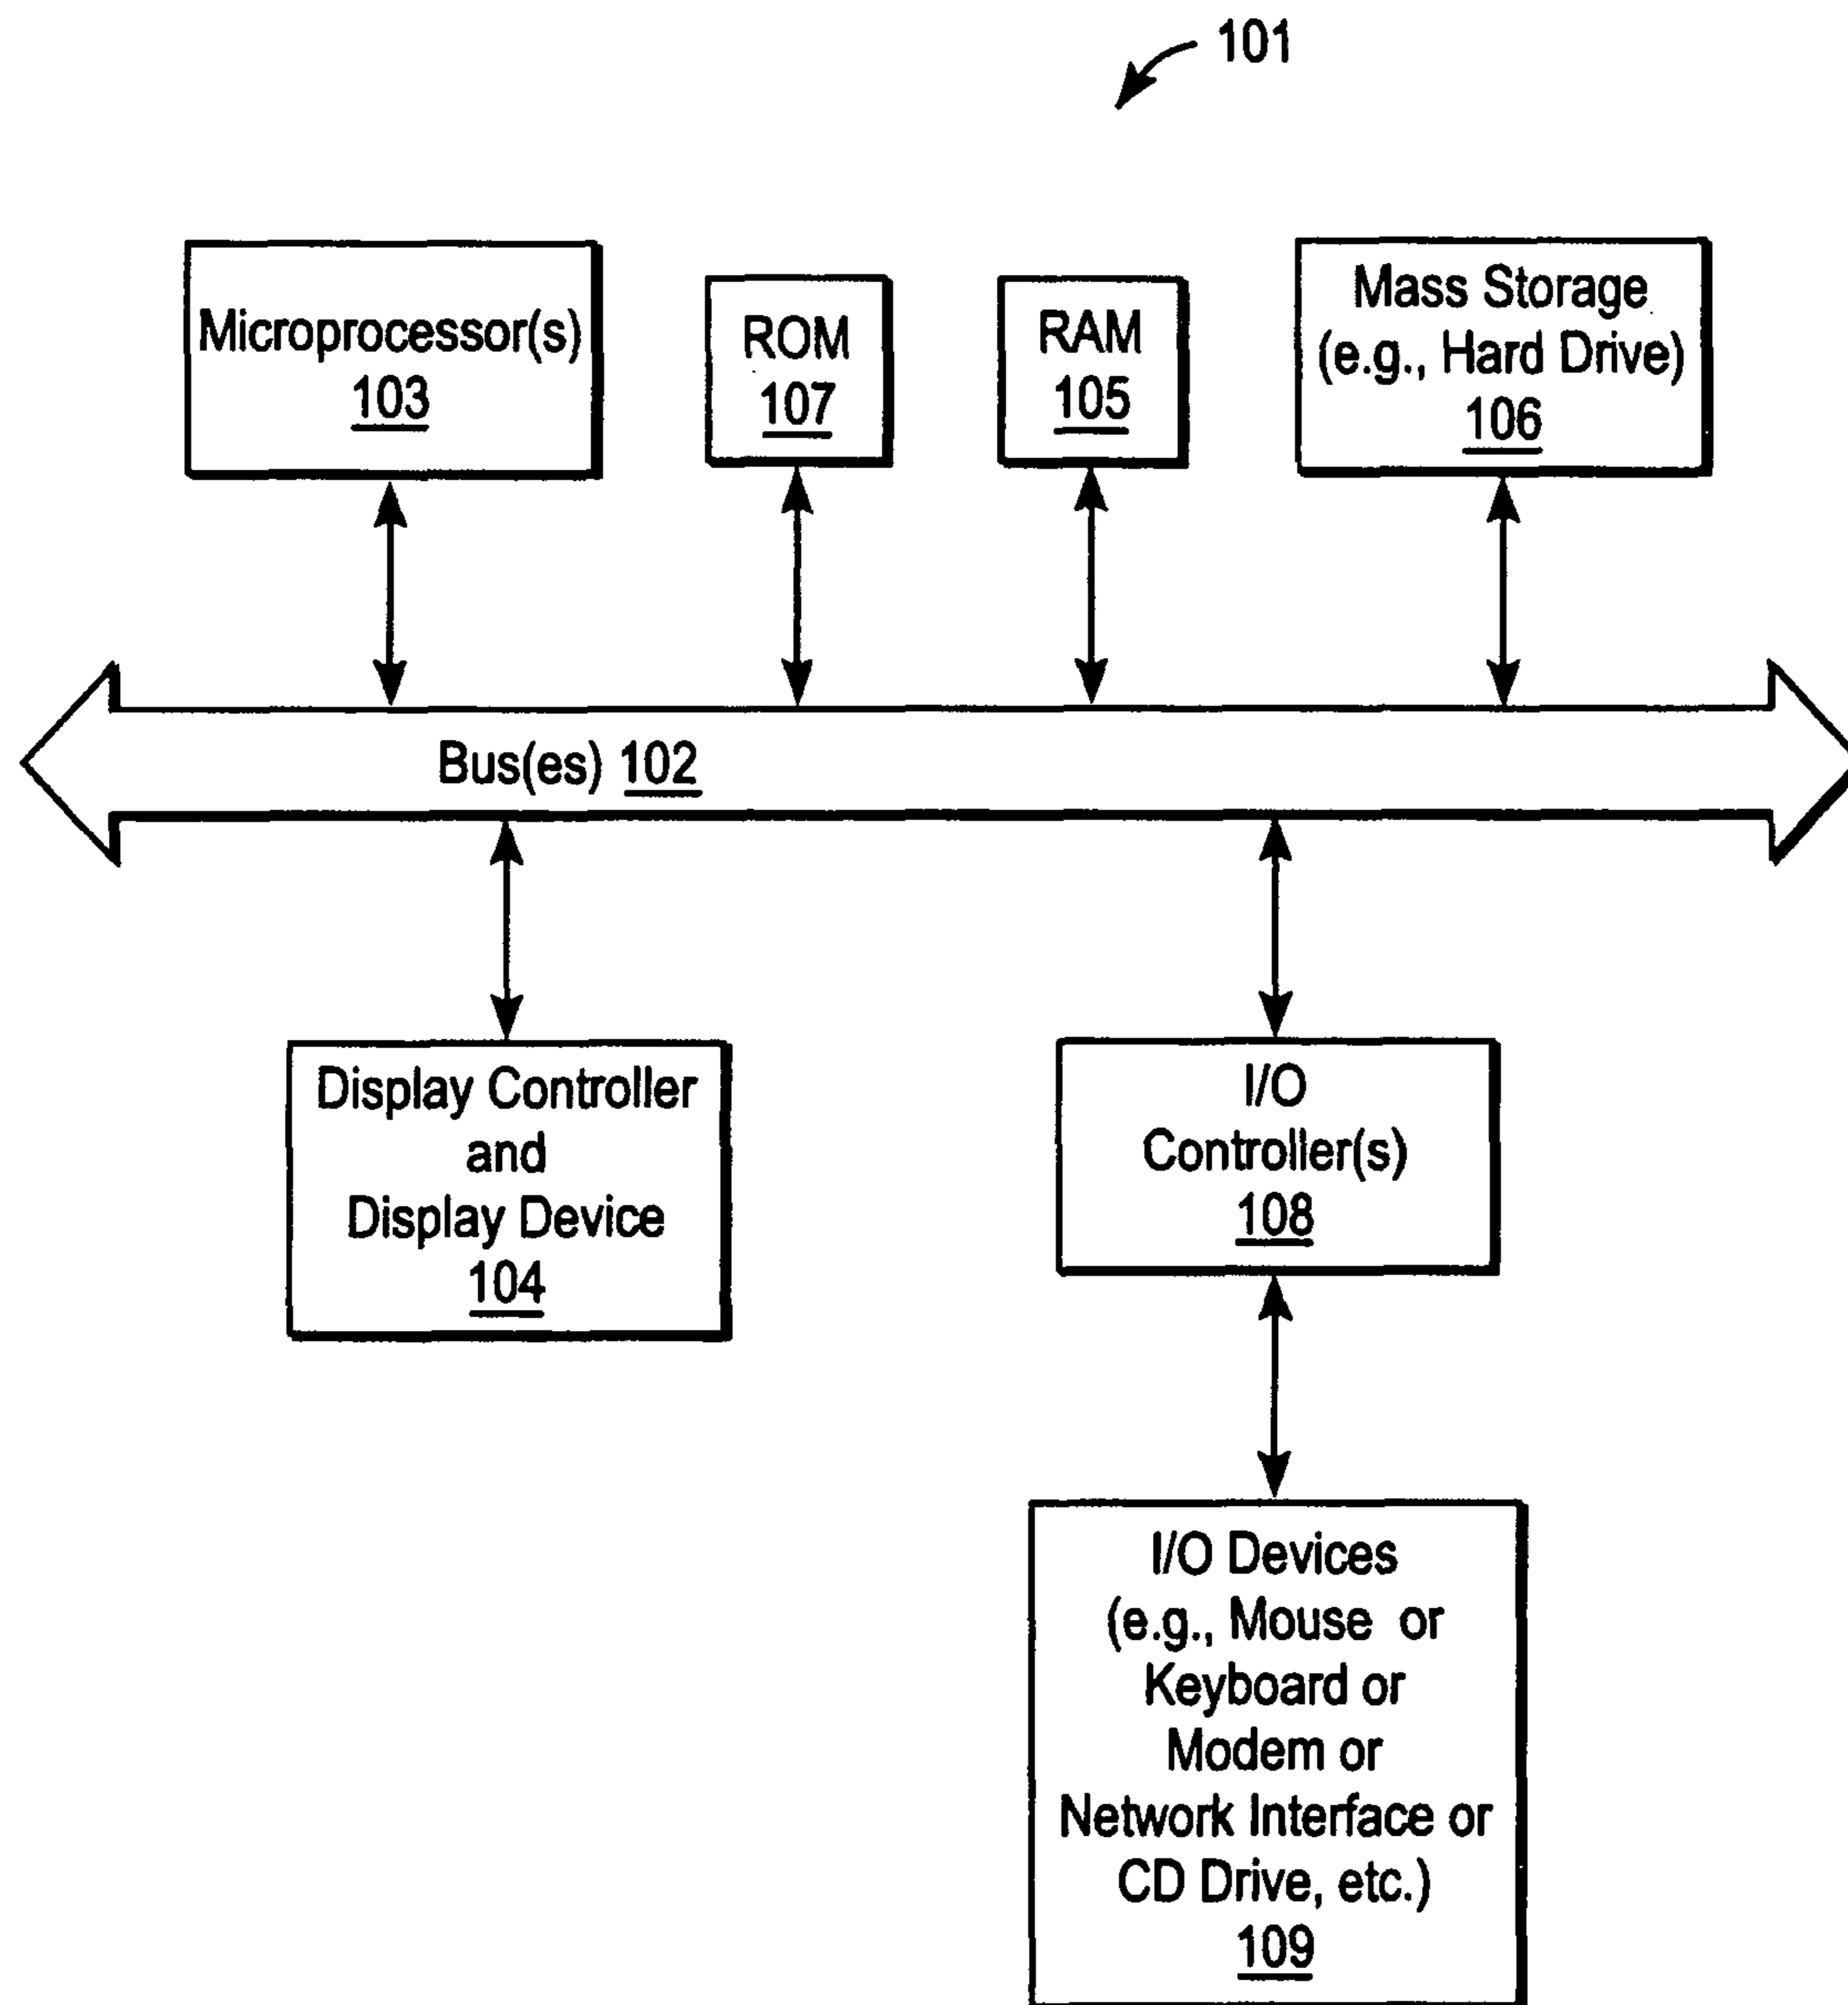 101
Microprocessor(s)
103
ROM
107
RAM
105
Mass Storage
(e.g., Hard Drive)
106
Bus(es) 102
Display Controller
and
Display Device
104
I/O
Controller(s)
108
I/O Devices
(e.g., Mouse or
Keyboard or
Modem or
Network Interface or
CD Drive, etc.)
109